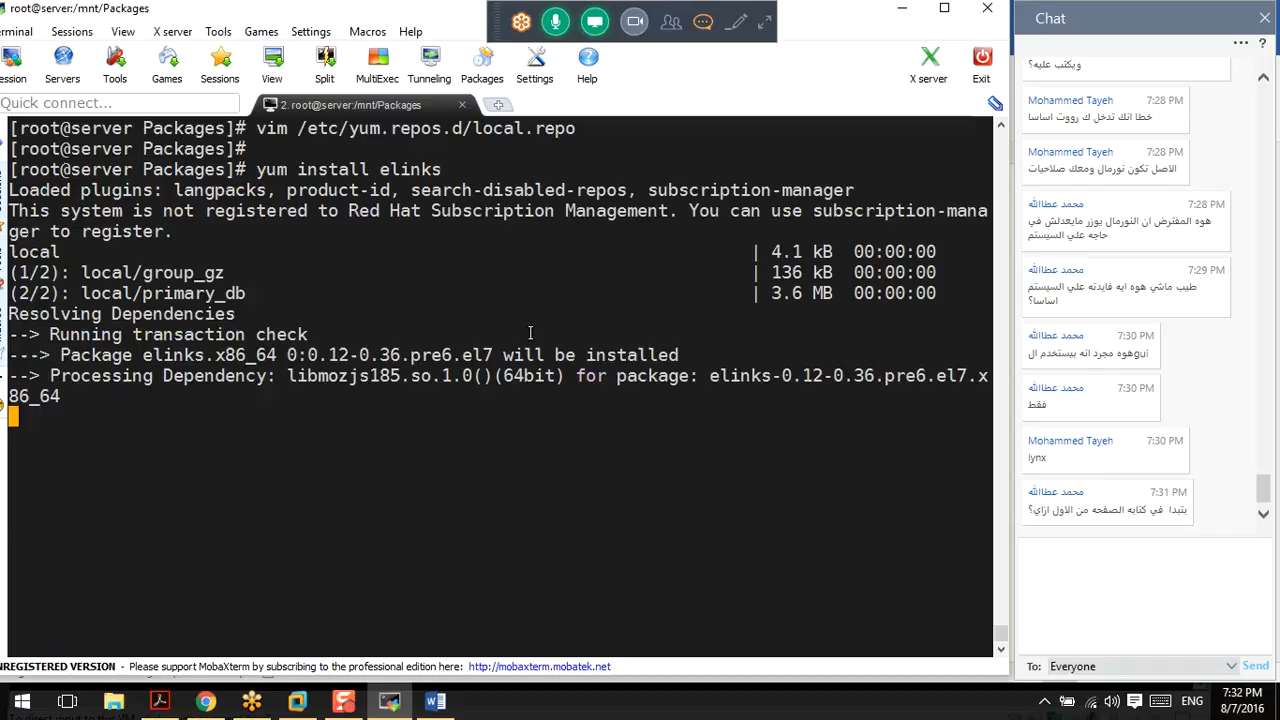 root@server:/mnt/Packages
erminal Sessions View X server Tools Games Settings Macros Help
ession Servers Tools Games Sessions View Split MultiExec Tunneling Packages Settings Help X server Exit
Quick connect...
2. root@server:/mnt/Packages
[root@server Packages]# vim /etc/yum.repos.d/local.repo
[root@server Packages]#
[root@server Packages]# yum install elinks
Loaded plugins: langpacks, product-id, search-disabled-repos, subscription-manager
This system is not registered to Red Hat Subscription Management. You can use subscription-mana
ger to register.
local | 4.1 kB 00:00:00
(1/2): local/group_gz | 136 kB 00:00:00
(2/2): local/primary_db | 3.6 MB 00:00:00
Resolving Dependencies
--> Running transaction check
---> Package elinks.x86_64 0:0.12-0.36.pre6.el7 will be installed
--> Processing Dependency: libmozjs185.so.1.0()(64bit) for package: elinks-0.12-0.36.pre6.el7.x
86_64
NREGISTERED VERSION - Please support MobaXterm by subscribing to the professional edition here: http://mobaxterm.mobatek.net
Chat
... ?
ويكتب عليه؟
Mohammed Tayeh 7:28 PM
خطا انك تدخل ك رووت اساسا
Mohammed Tayeh 7:28 PM
الاصل تكون نورمال ومعك صلاحيات
محمد عطاالله 7:28 PM
هوه المفترض ان النورمال يوزر مايعدلش في
حاجه علي السيستم
محمد عطاالله 7:29 PM
طيب ماشي هوه ايه فايدته علي السيستم
اساسا؟
محمد عطاالله 7:30 PM
هوه مجرد انه بيستخدم الgui
محمد عطاالله 7:30 PM
فقط
Mohammed Tayeh 7:30 PM
lynx
محمد عطاالله 7:31 PM
بتبدا في كتابه الصفحه من الاول ازاي؟
To: Everyone Send
ENG 7:32 PM
8/7/2016